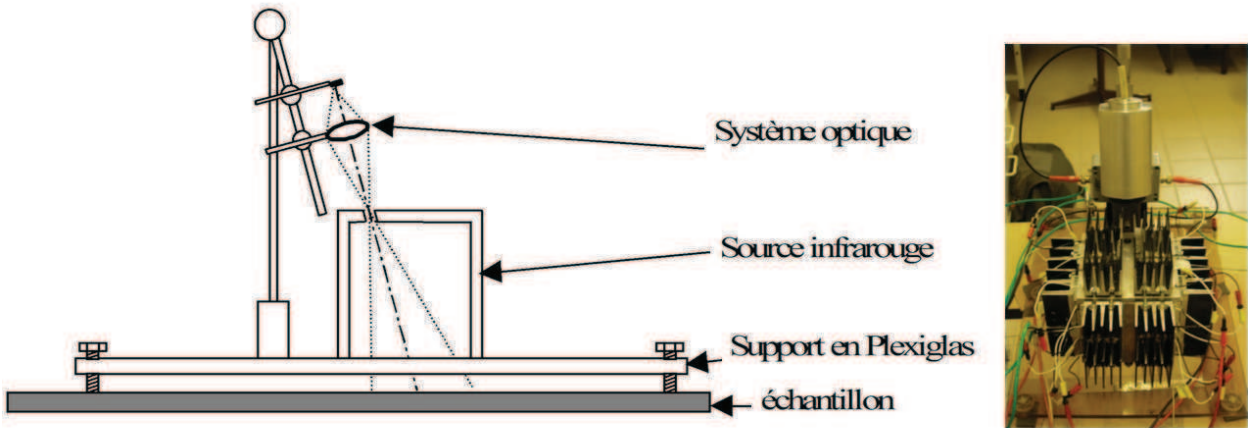 Système optique
Source infrarouge
Support en Plexiglas
échantillon